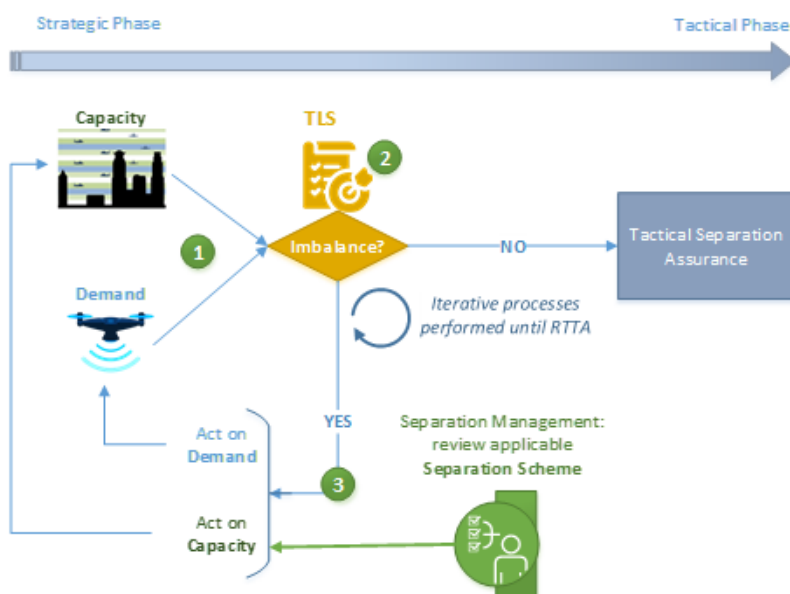 Strategic Phase
Tactical Phase
Capacity
TLS
2
Imbalance?
NO
Tactical Separation
Assurance
1
Demand
Iterative processes
performed until RTTA
YES
Act on
Demand
3
Separation Management:
review applicable
Separation Scheme
Act on
Capacity